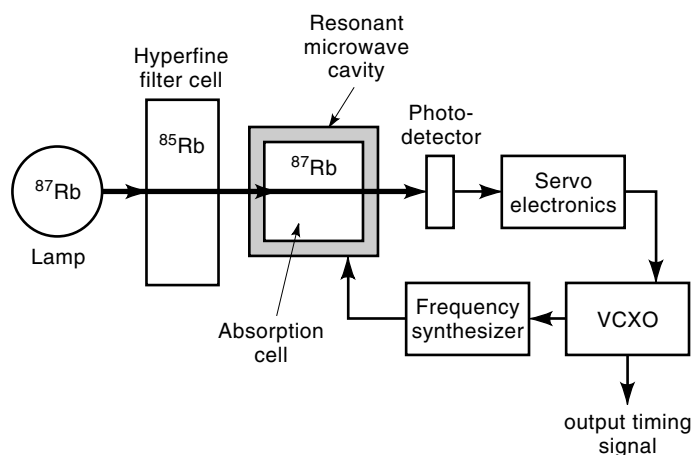 Resonant
microwave
cavity
Hyperfine
filter cell
Photo-
detector
⁸⁵Rb
⁸⁷Rb
⁸⁷Rb
Servo
electronics
Lamp
Absorption
cell
Frequency
synthesizer
VCXO
output timing
signal